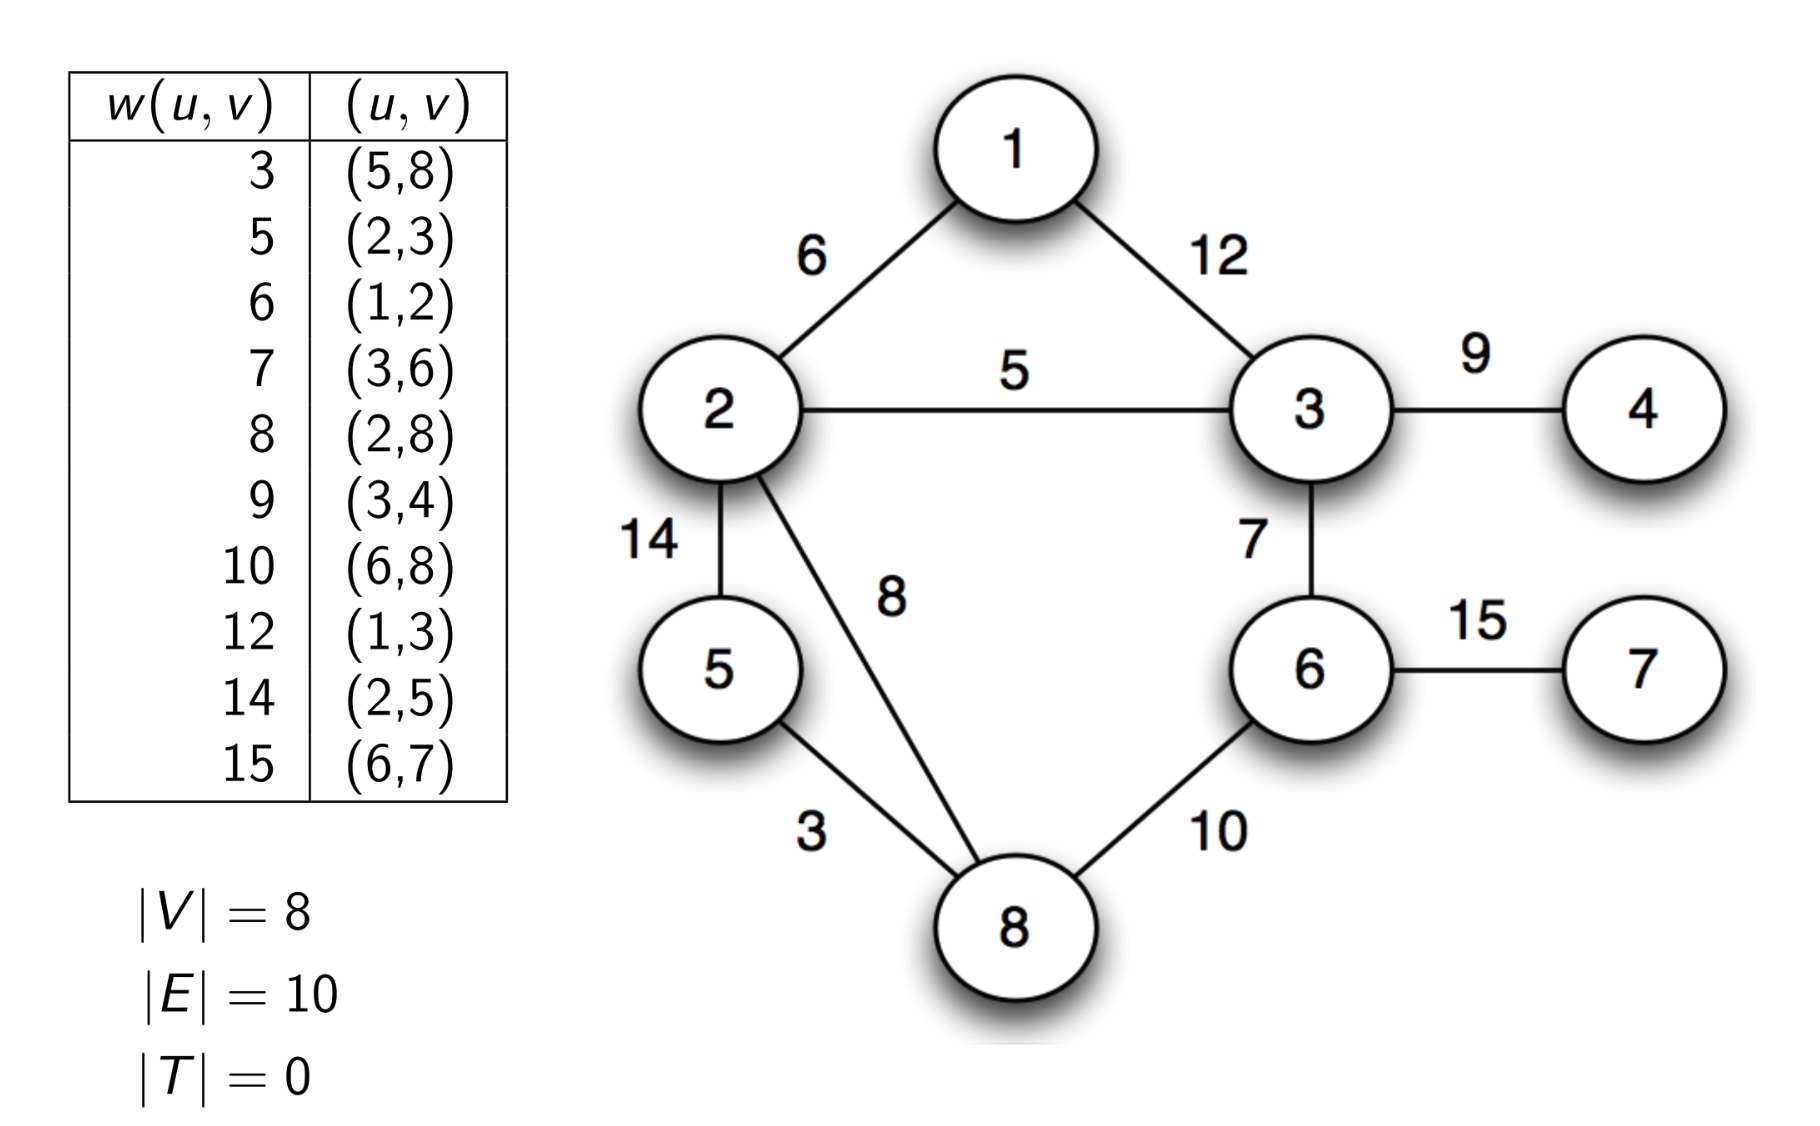 w(u, v) (u, v)
3 (5,8)
5 (2,3)
6 (1,2)
7 (3,6)
8 (2,8)
9 (3,4)
10 (6,8)
12 (1,3)
14 (2,5)
15 (6,7)
|V| = 8
|E| = 10
|T| = 0
1
6 12
2 5 3 9 4
14 8 7
5 6 15 7
3 10
8